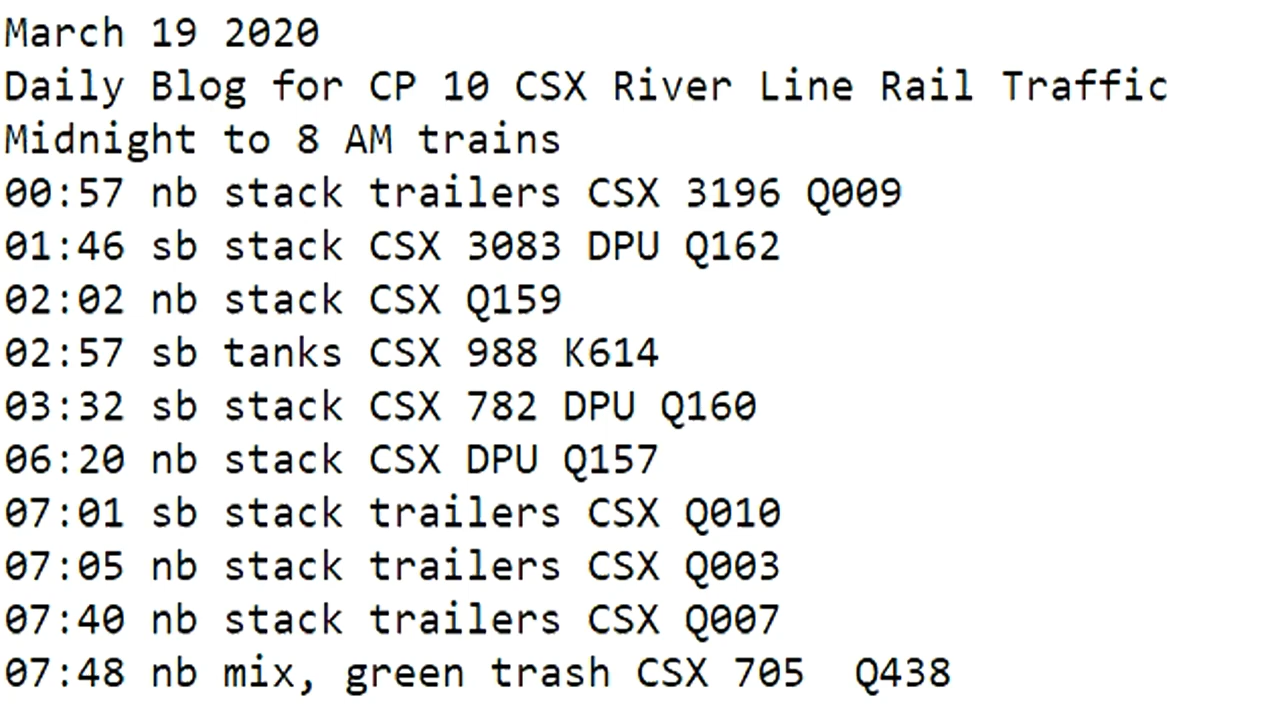 March 19 2020
Daily Blog for CP 10 CSX River Line Rail Traffic
Midnight to 8 AM trains
00:57 nb stack trailers CSX 3196 Q009
01:46 sb stack CSX 3083 DPU Q162
02:02 nb stack CSX Q159
02:57 sb tanks CSX 988 K614
03:32 sb stack CSX 782 DPU Q160
06:20 nb stack CSX DPU Q157
07:01 sb stack trailers CSX Q010
07:05 nb stack trailers CSX Q003
07:40 nb stack trailers CSX Q007
07:48 nb mix, green trash CSX 705  Q438